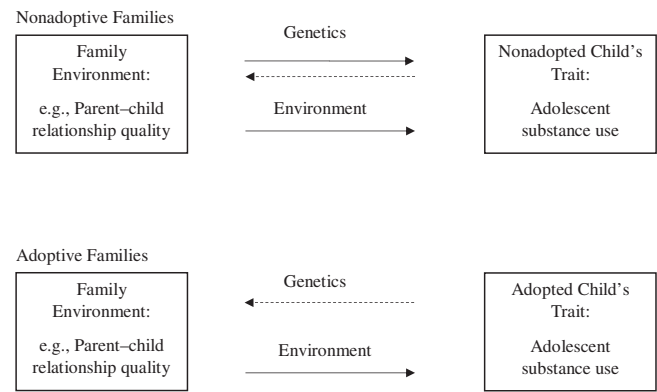 Nonadoptive Families
Family
Environment:
e.g., Parent–child
relationship quality
Genetics
Environment
Nonadopted Child's
Trait:
Adolescent
substance use
Adoptive Families
Family
Environment:
e.g., Parent–child
relationship quality
Genetics
Environment
Adopted Child's
Trait:
Adolescent
substance use